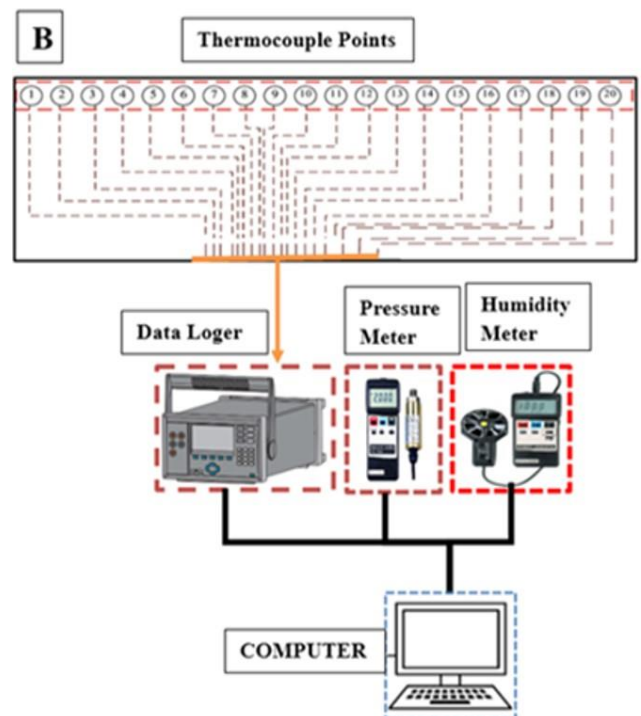 B
Thermocouple Points
1 2 3 4 5 6 7 8 9 10 11 12 13 14 15 16 17 18 19 20
Data Loger
Pressure
Meter
Humidity
Meter
COMPUTER